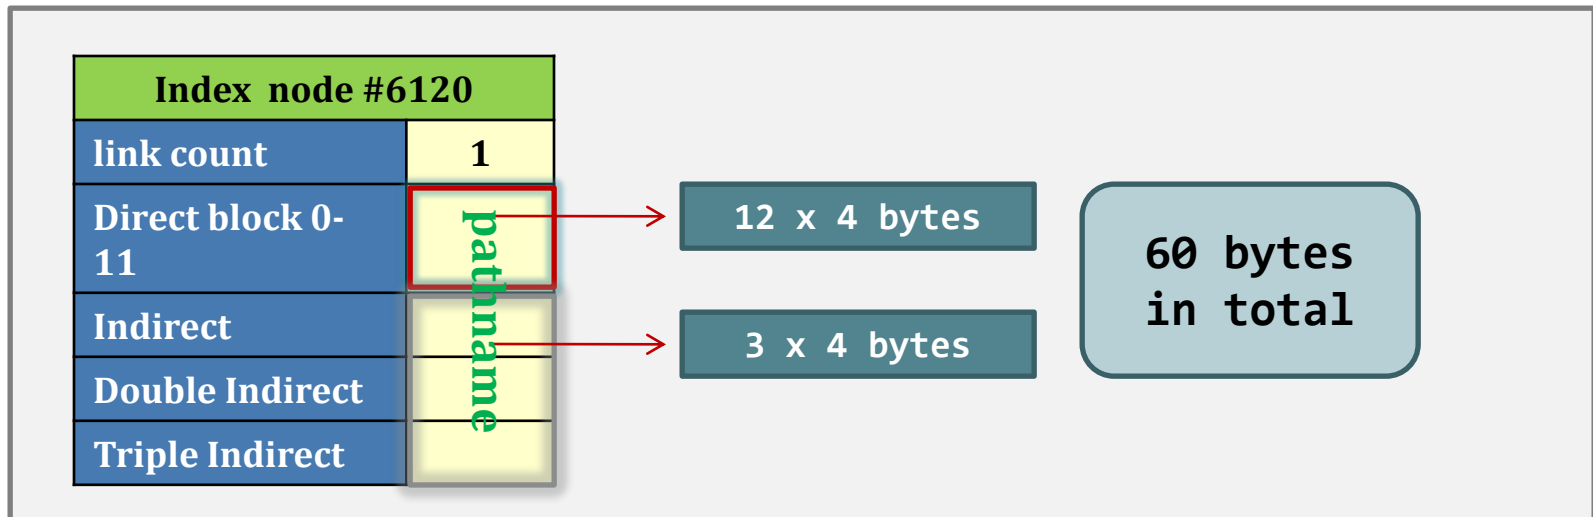 Index node #6120
link count 1
Direct block 0-
11
Indirect
Double Indirect
Triple Indirect
pathname
12 x 4 bytes
3 x 4 bytes
60 bytes
in total